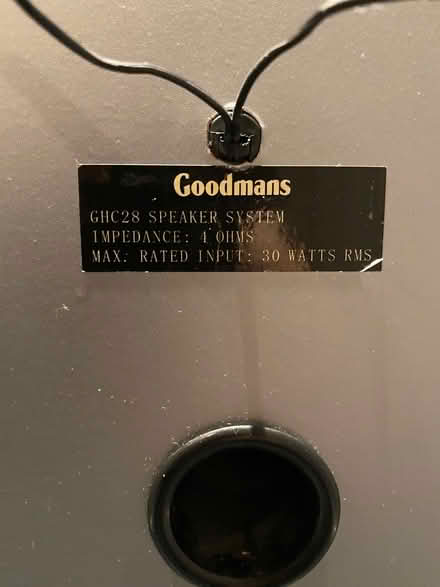 Goodmans
GHC28 SPEAKER SYSTEM
IMPEDANCE: 4 OHMS
MAX. RATED INPUT: 30 WATTS RMS